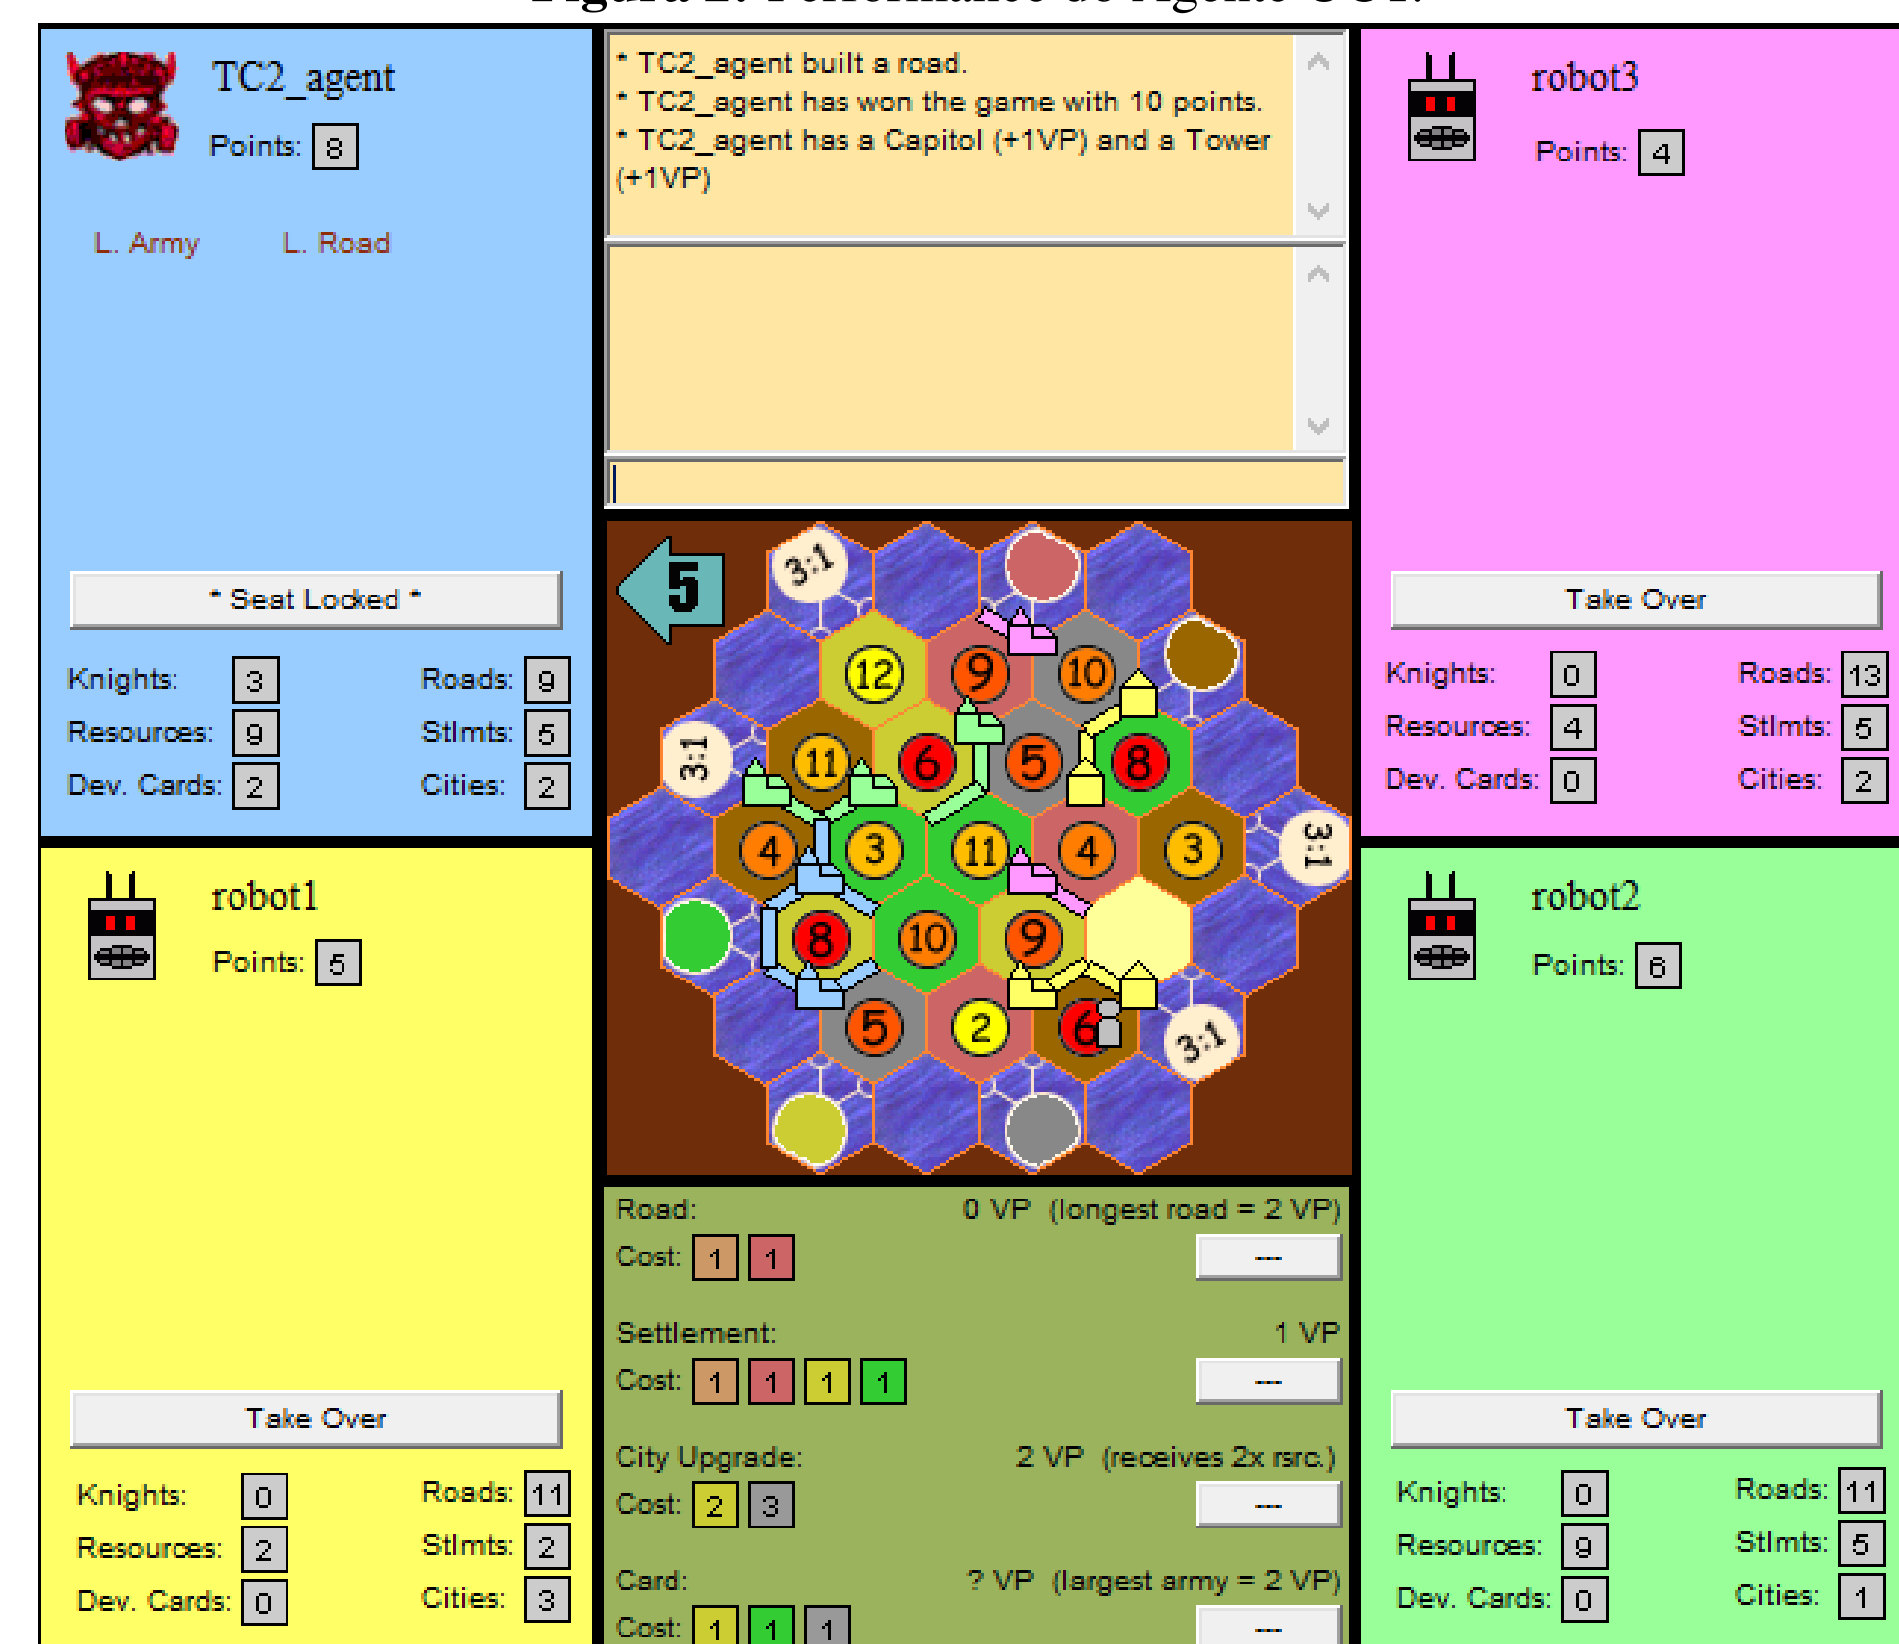 TC2_agent
Points: 8
L. Army L. Road
* Seat Locked *
Knights: 3 Roads: 9
Resources: 9 Stlmts: 5
Dev. Cards: 2 Cities: 2
* TC2_agent built a road.
* TC2_agent has won the game with 10 points.
* TC2_agent has a Capitol (+1VP) and a Tower
(+1VP)
robot3
Points: 4
Take Over
Knights: 0 Roads: 13
Resources: 4 Stlmts: 5
Dev. Cards: 0 Cities: 2
5
3:1
12 9 10
3:1
11 6 5 8
4 3 11 4 3
3:1
8 10 9
5 2 6
3:1
robot1
Points: 5
Take Over
Knights: 0 Roads: 11
Resources: 2 Stlmts: 2
Dev. Cards: 0 Cities: 3
Road: 0 VP (longest road = 2 VP)
Cost: 1 1 ---
Settlement: 1 VP
Cost: 1 1 1 1 ---
City Upgrade: 2 VP (receives 2x rsrc.)
Cost: 2 3 ---
Card: ? VP (largest army = 2 VP)
Cost: 1 1 1 ---
robot2
Points: 6
Take Over
Knights: 0 Roads: 11
Resources: 9 Stlmts: 5
Dev. Cards: 0 Cities: 1